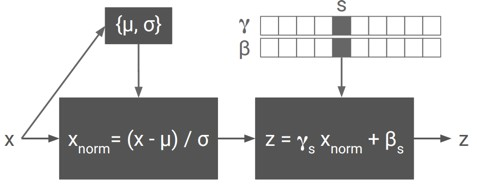 {μ, σ}
s
γ
β
x
x_norm = (x - μ) / σ
z = γ_s x_norm + β_s
z